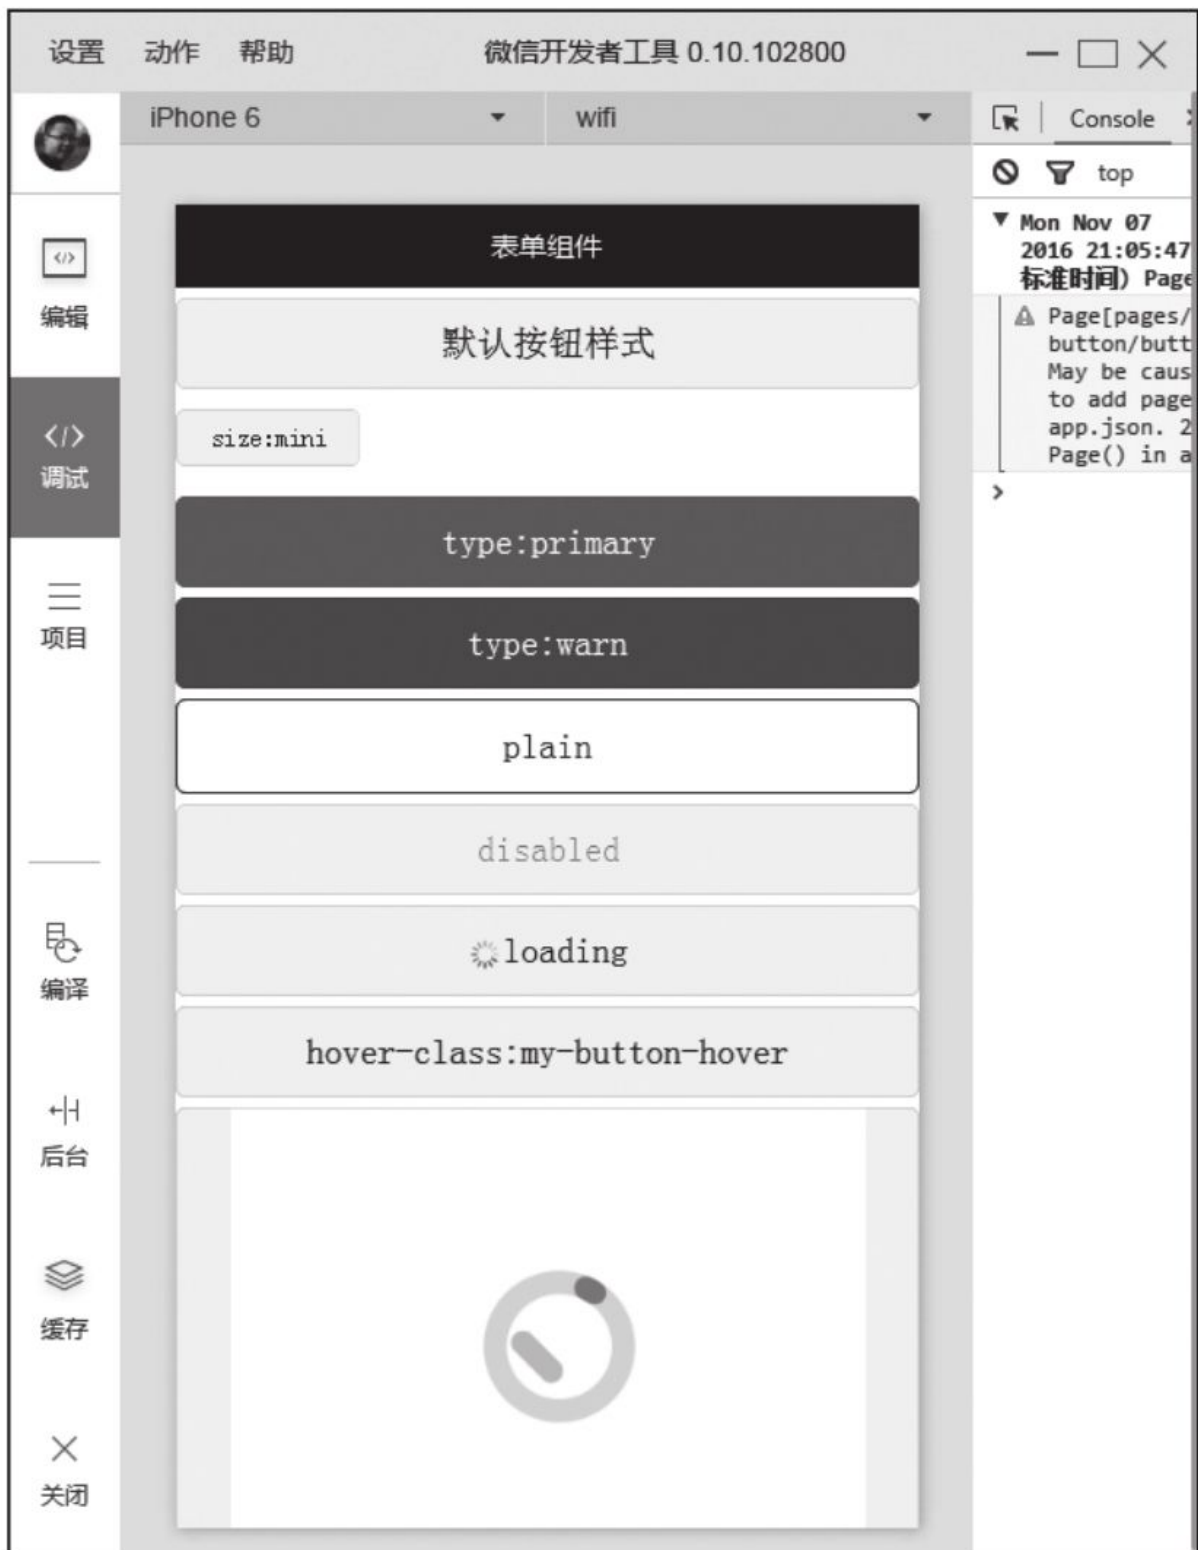 设置 动作 帮助 微信开发者工具 0.10.102800
iPhone 6 wifi
Console
top
编辑
调试
项目
编译
后台
缓存
关闭
表单组件
默认按钮样式
size:mini
type:primary
type:warn
plain
disabled
loading
hover-class:my-button-hover
Mon Nov 07
2016 21:05:47
标准时间) Page
Page[pages/
button/butt
May be caus
to add page
app.json. 2
Page() in a